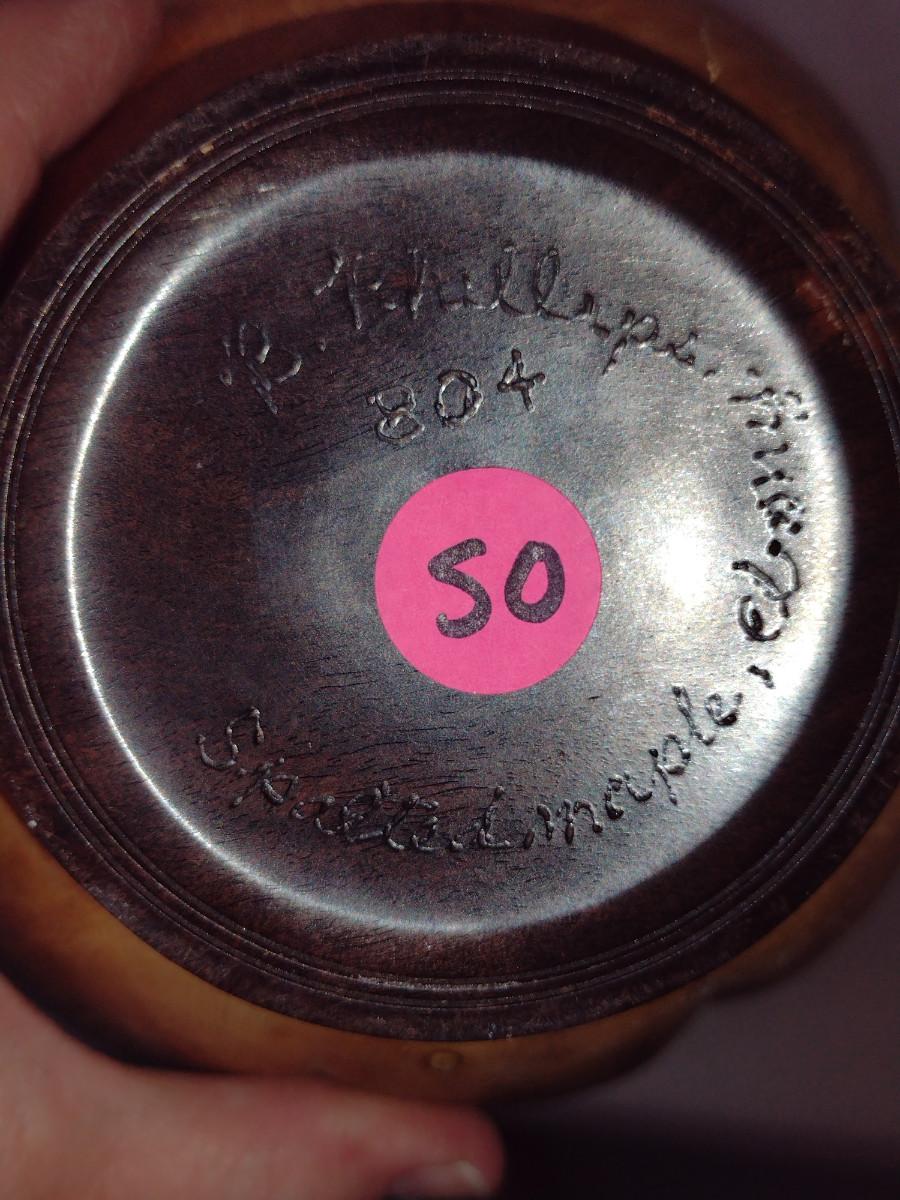 B. Phillips.
804
50
Spalted maple,